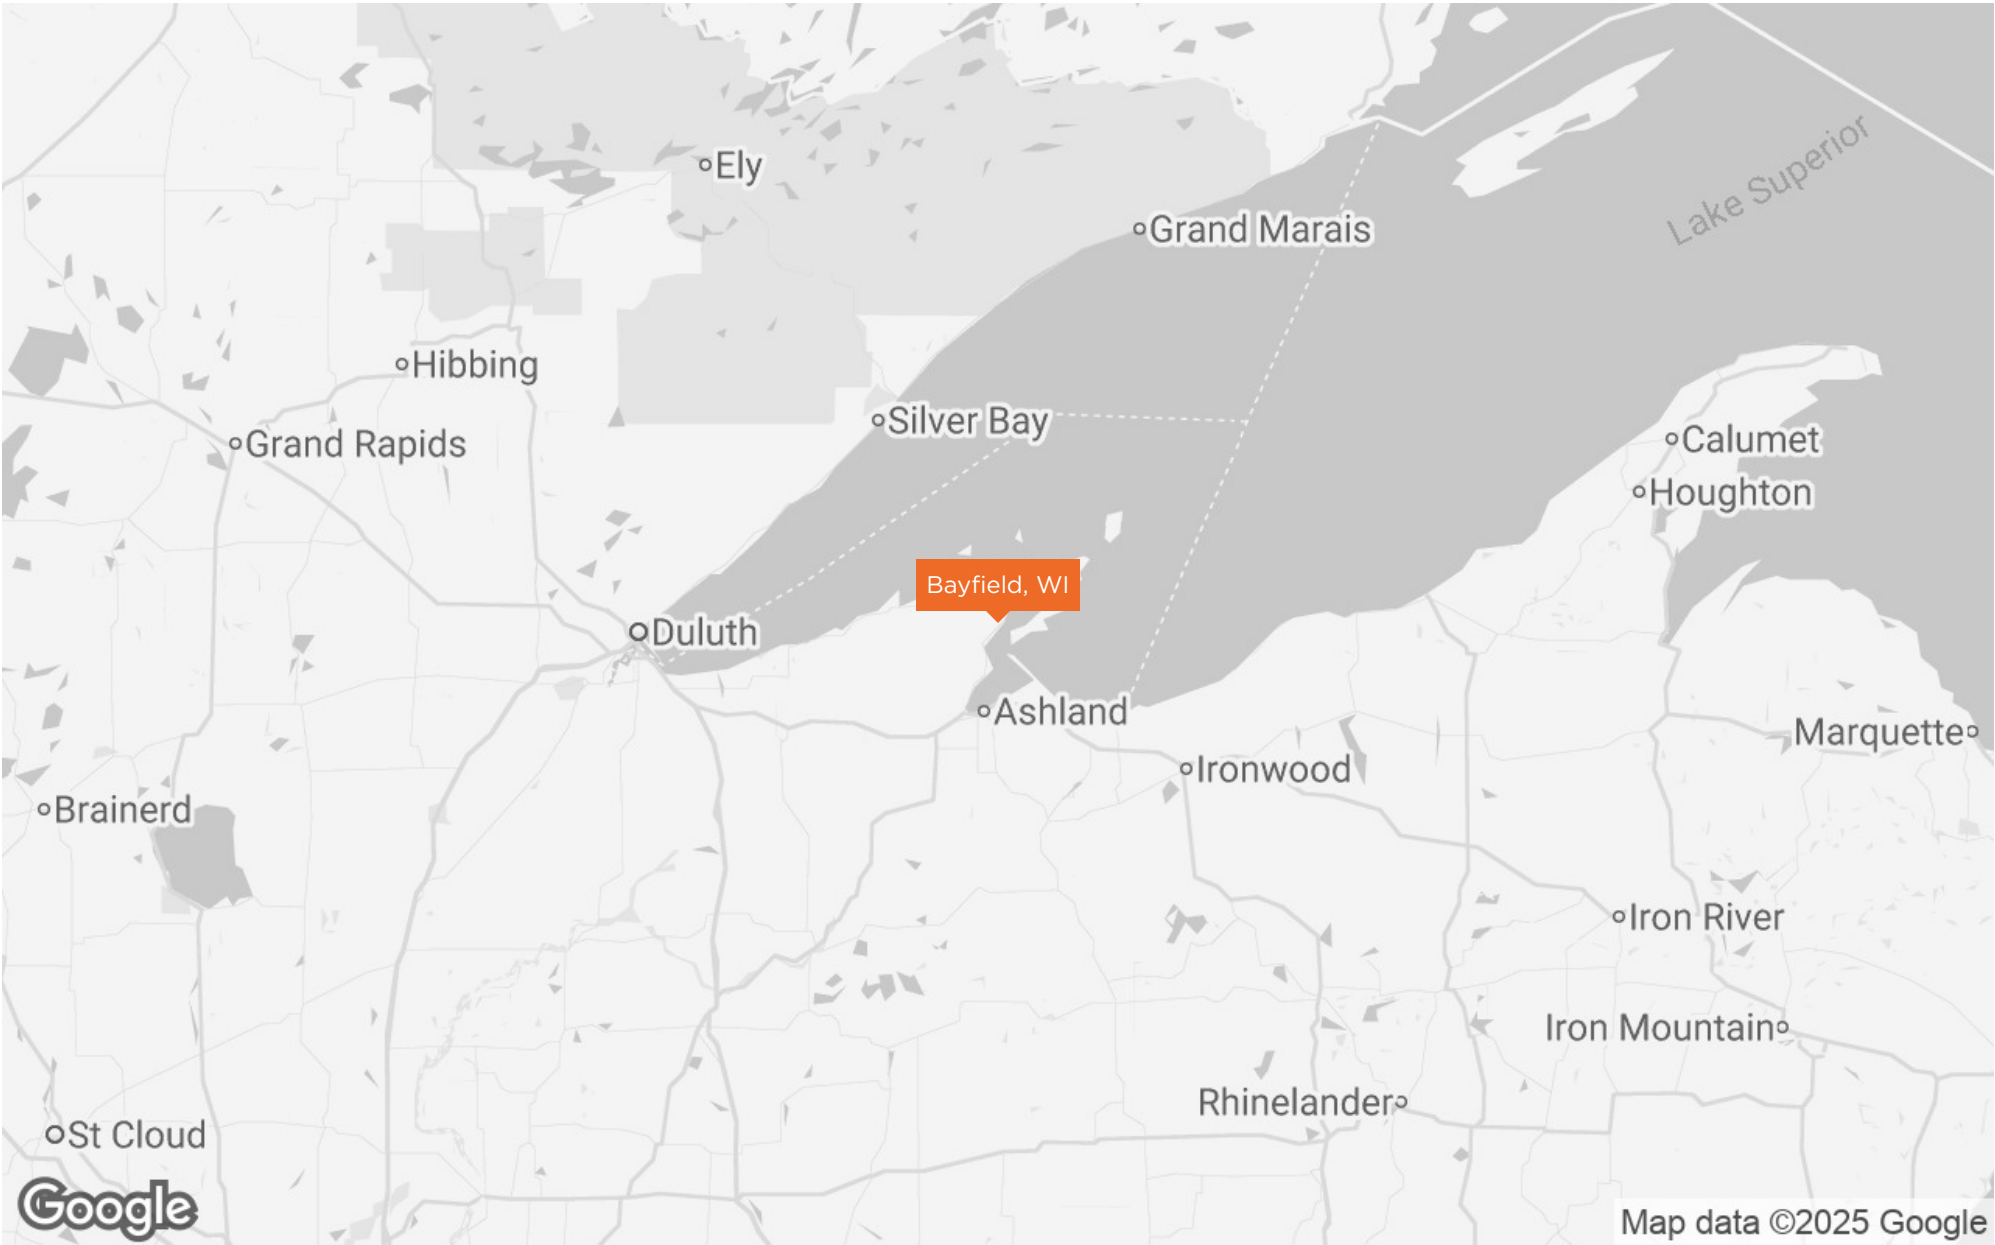 Ely
Lake Superior
Grand Marais
Hibbing
Silver Bay
Grand Rapids
Calumet
Houghton
Bayfield, WI
Duluth
Ashland
Marquette
Ironwood
Brainerd
Iron River
Iron Mountain
Rhinelander
St Cloud
Google
Map data ©2025 Google